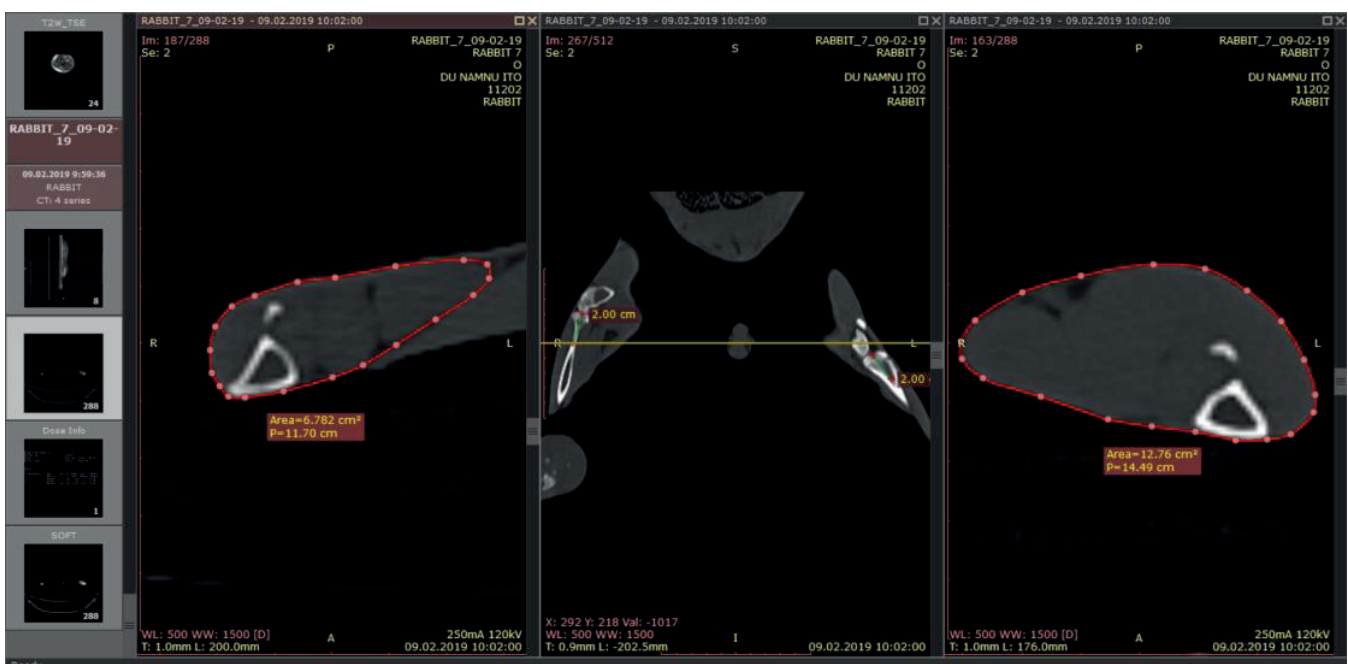 T2W_TSE
24
RABBIT_7_09-02-
19
09.02.2019 9:59:36
RABBIT
CT: 4 series
8
288
Dose Info
1
SOFT
288
RABBIT_7_09-02-19 - 09.02.2019 10:02:00
Im: 187/288
Se: 2
P
RABBIT_7_09-02-19
RABBIT 7
O
DU NAMNU ITO
11202
RABBIT
R
L
Area=6.782 cm²
P=11.70 cm
WL: 500 WW: 1500 [D]
T: 1.0mm L: 200.0mm
A
250mA 120kV
09.02.2019 10:02:00
RABBIT_7_09-02-19 - 09.02.2019 10:02:00
Im: 267/512
Se: 2
S
RABBIT_7_09-02-19
RABBIT 7
O
DU NAMNU ITO
11202
RABBIT
2.00 cm
R
L
2.00
X: 292 Y: 218 Val: -1017
WL: 500 WW: 1500
T: 0.9mm L: -202.5mm
I
09.02.2019 10:02:00
RABBIT_7_09-02-19 - 09.02.2019 10:02:00
Im: 163/288
Se: 2
P
RABBIT_7_09-02-19
RABBIT 7
O
DU NAMNU ITO
11202
RABBIT
R
L
Area=12.76 cm²
P=14.49 cm
WL: 500 WW: 1500 [D]
T: 1.0mm L: 176.0mm
A
250mA 120kV
09.02.2019 10:02:00